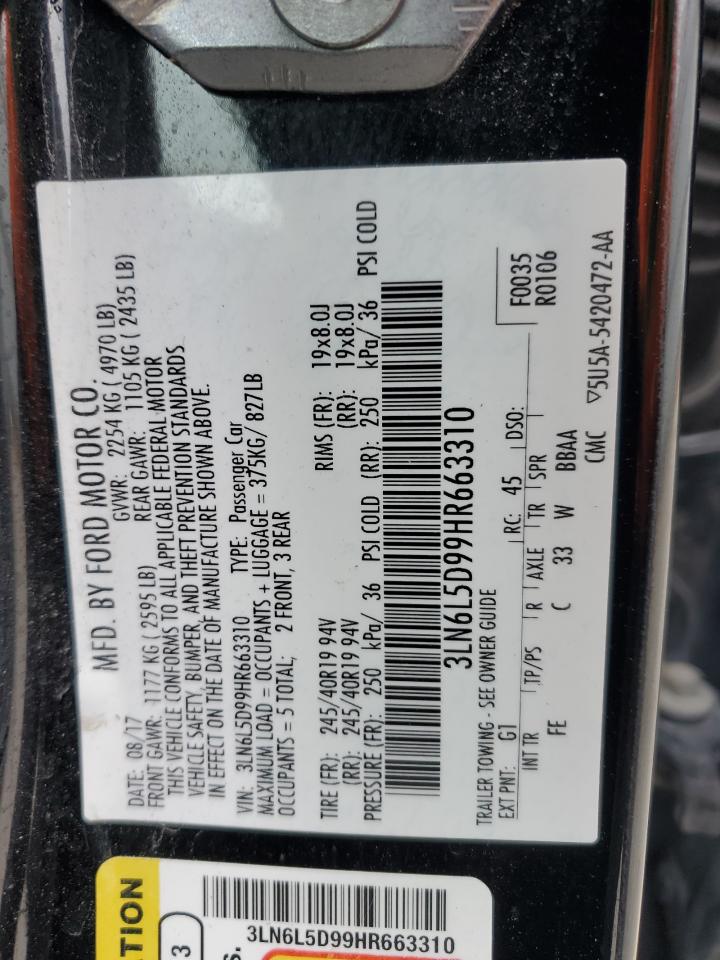 MFD. BY FORD MOTOR CO.
DATE: 08/17 GVWR: 2254 KG ( 4970 LB)
FRONT GAWR: 1177 KG ( 2595 LB) REAR GAWR: 1105 KG ( 2435 LB)
THIS VEHICLE CONFORMS TO ALL APPLICABLE FEDERAL MOTOR
VEHICLE SAFETY, BUMPER, AND THEFT PREVENTION STANDARDS
IN EFFECT ON THE DATE OF MANUFACTURE SHOWN ABOVE.
VIN: 3LN6L5D99HR663310 TYPE: Passenger Car
MAXIMUM LOAD = OCCUPANTS + LUGGAGE = 375KG/ 827LB
OCCUPANTS = 5 TOTAL; 2 FRONT, 3 REAR
TIRE (FR): 245/40R19 94V RIMS (FR): 19x8.0J
(RR): 245/40R19 94V (RR): 19x8.0J
PRESSURE (FR): 250 kPa/ 36 PSI COLD (RR): 250 kPa/ 36 PSI COLD
3LN6L5D99HR663310
TRAILER TOWING - SEE OWNER GUIDE
EXT PNT: G1 RC: 45 DSO: F0035
R0106
INT TR TP/PS R AXLE TR SPR
FE C 33 W BBAA
CMC ▽5U5A-5420472-AA
TION
3
S.
3LN6L5D99HR663310